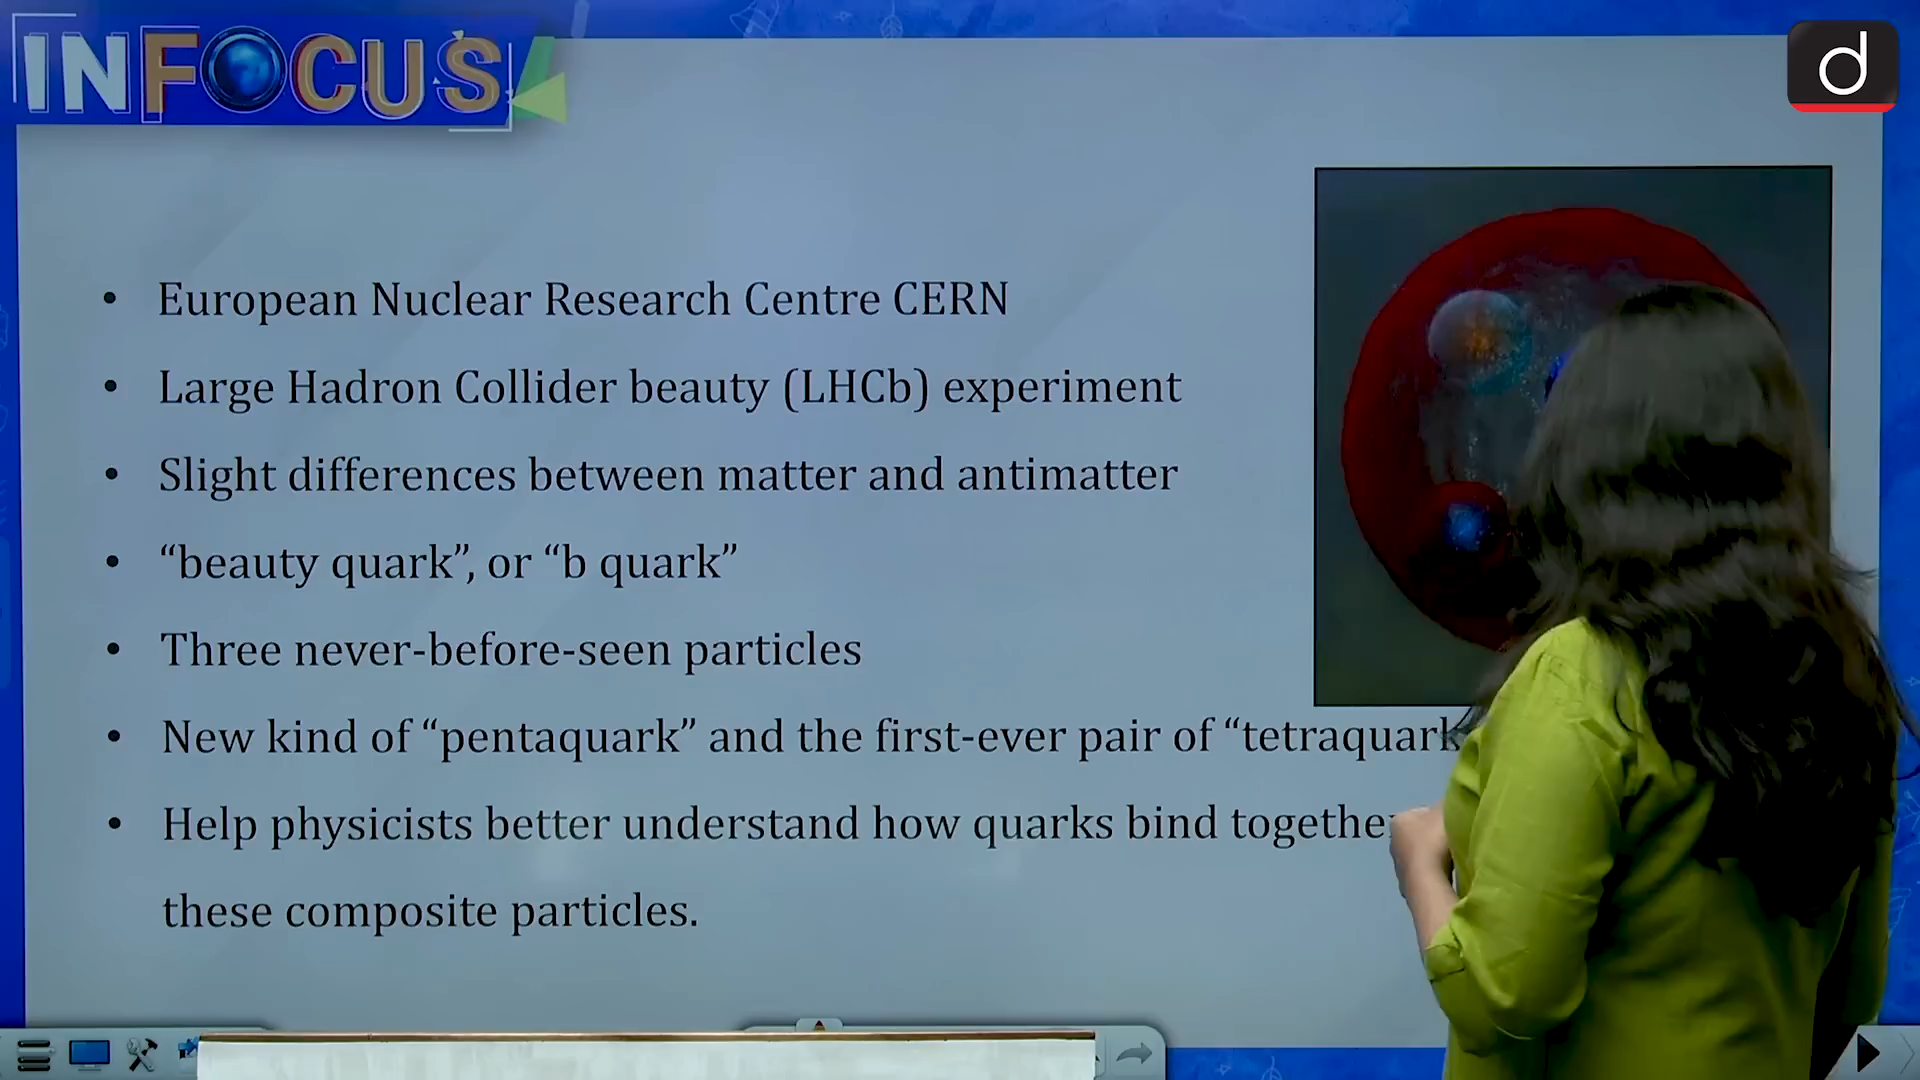 INFOCUS
d
• European Nuclear Research Centre CERN
• Large Hadron Collider beauty (LHCb) experiment
• Slight differences between matter and antimatter
• “beauty quark”, or “b quark”
• Three never-before-seen particles
• New kind of “pentaquark” and the first-ever pair of “tetraquark
• Help physicists better understand how quarks bind together
these composite particles.